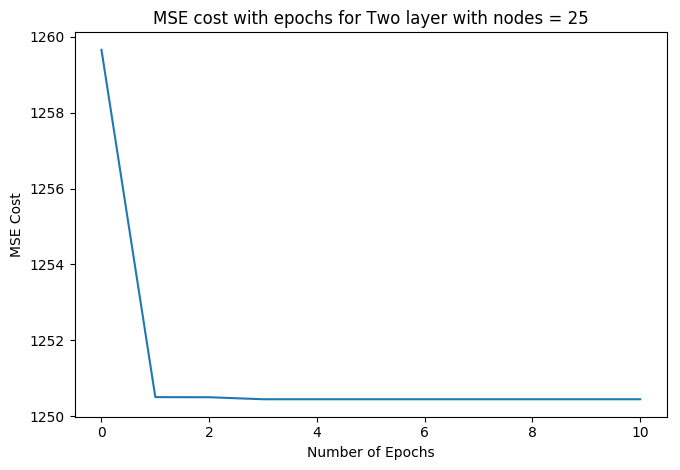 MSE cost with epochs for Two layer with nodes = 25
1260
1258
1256
1254
1252
1250
MSE Cost
0 2 4 6 8 10
Number of Epochs